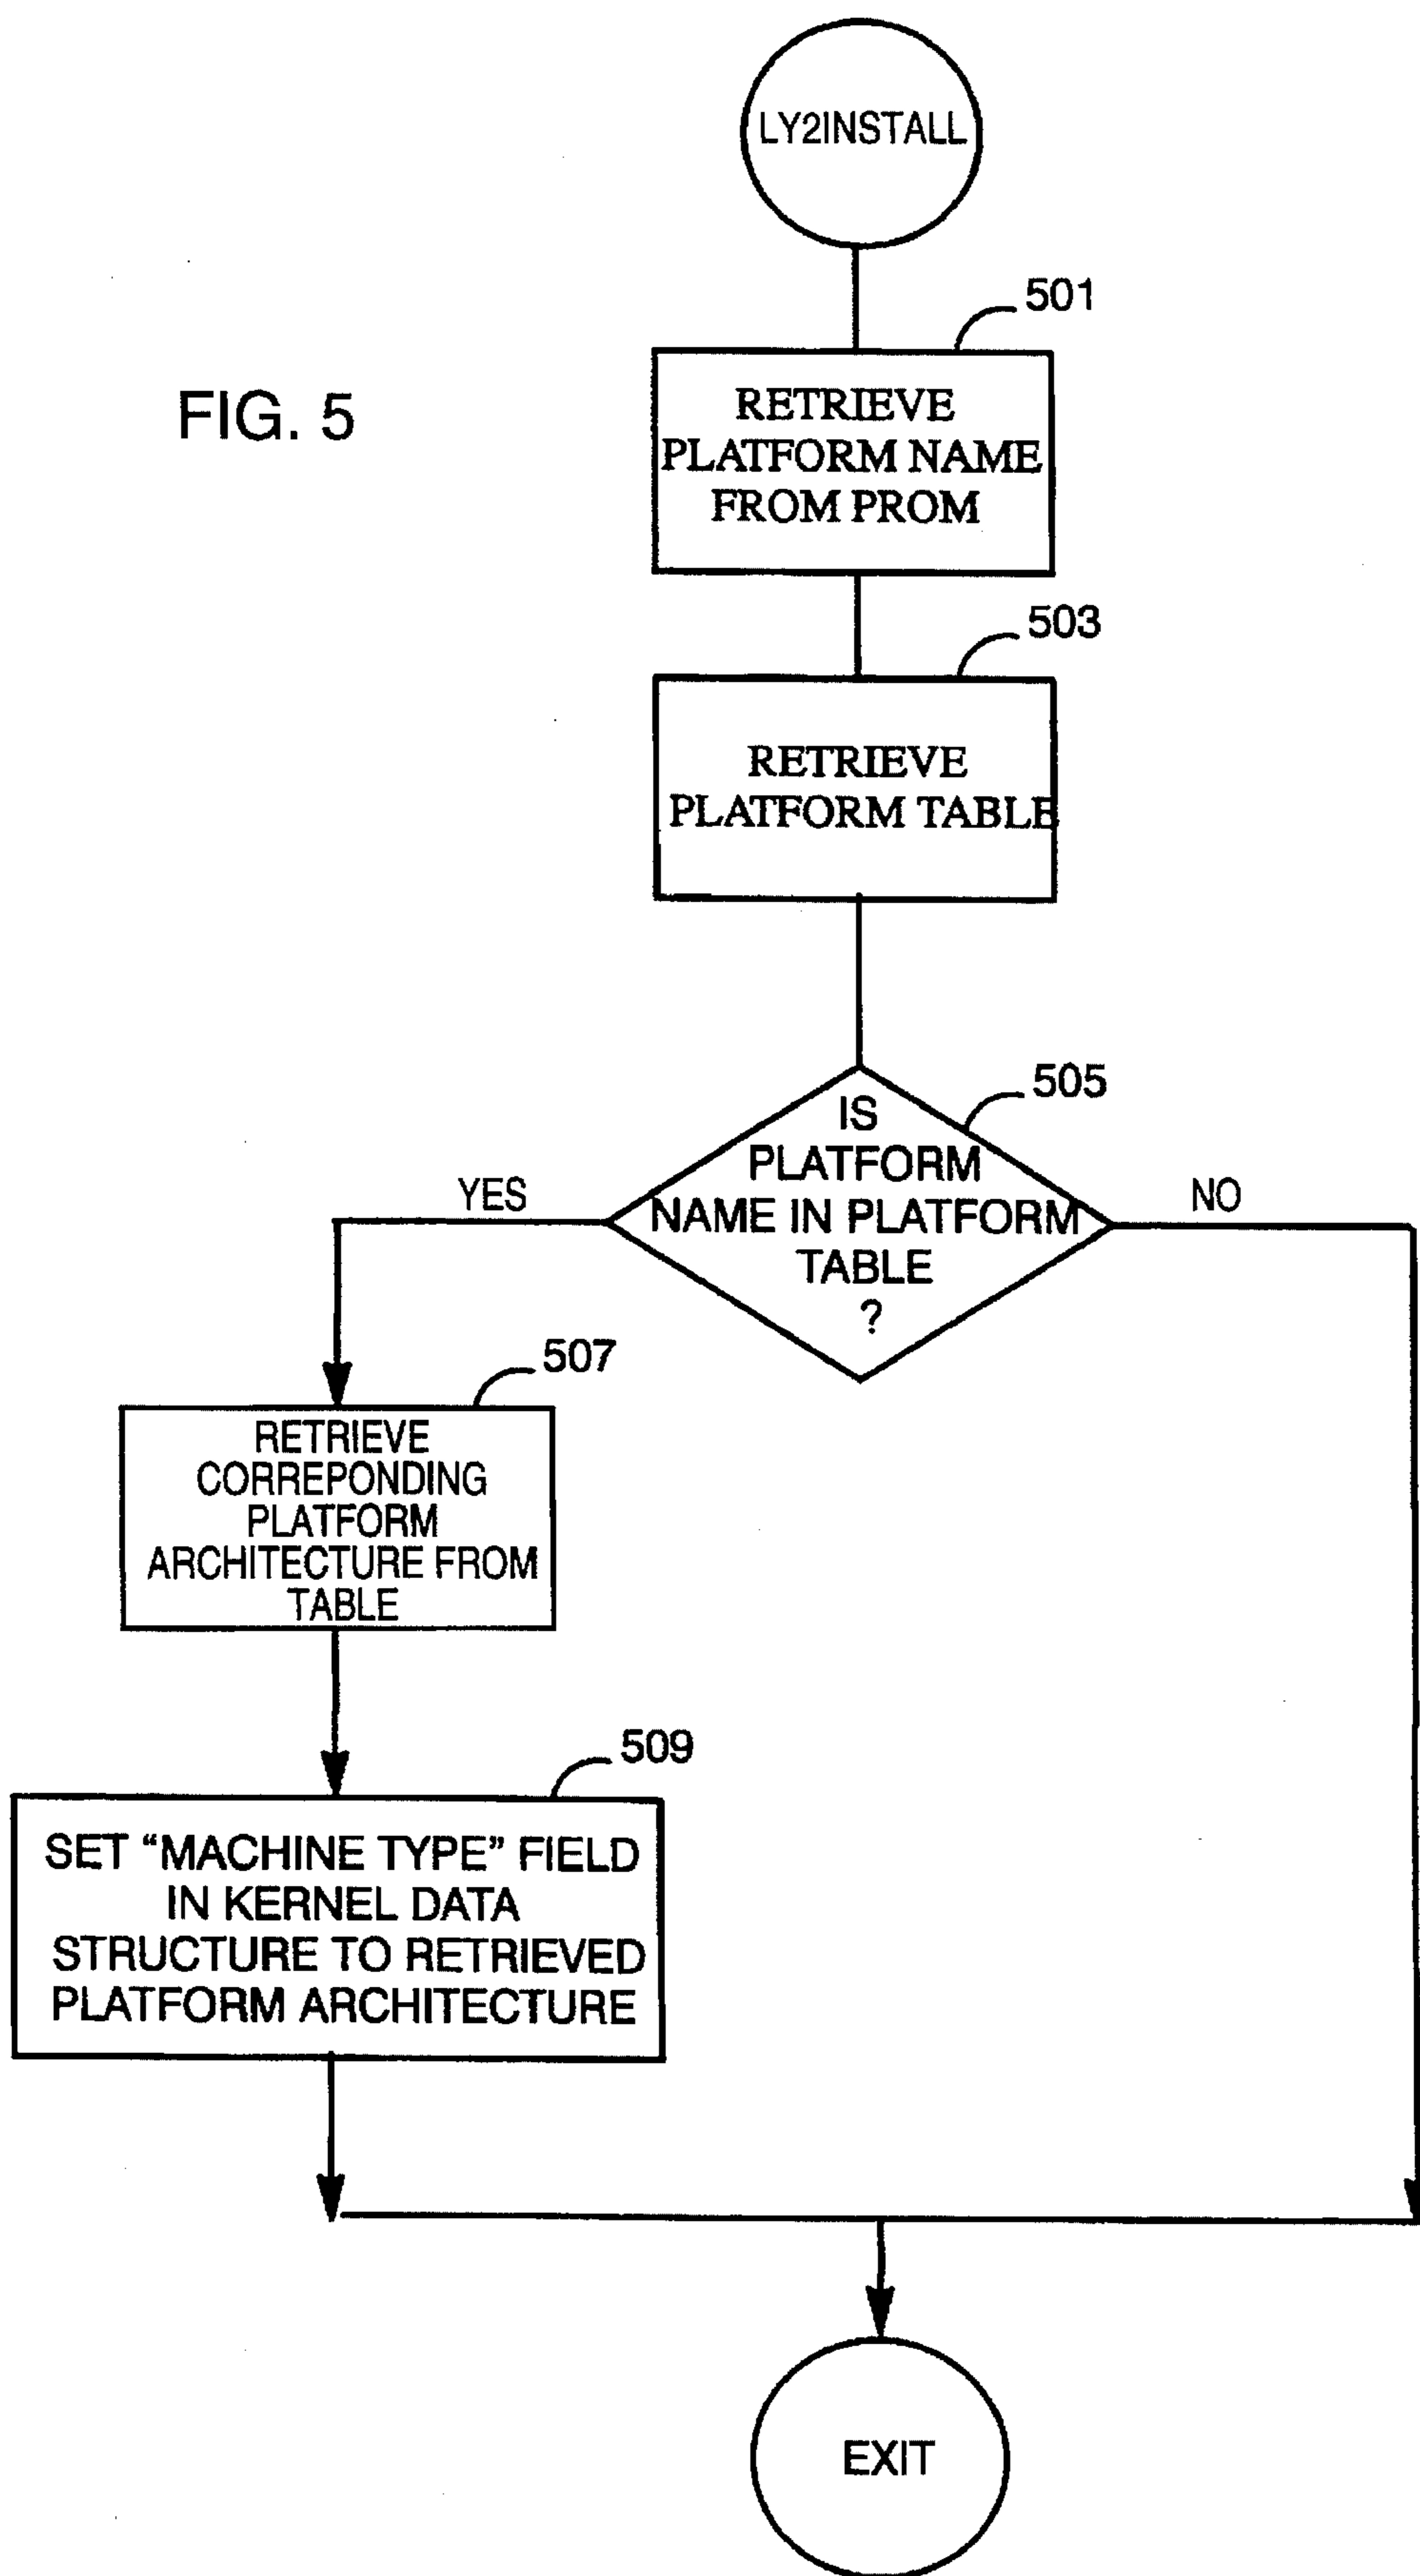 LY2INSTALL
501
FIG. 5
RETRIEVE
PLATFORM NAME
FROM PROM
503
RETRIEVE
PLATFORM TABLE
505
IS
PLATFORM
NAME IN PLATFORM
TABLE
?
YES
NO
507
RETRIEVE
CORREPONDING
PLATFORM
ARCHITECTURE FROM
TABLE
509
SET “MACHINE TYPE” FIELD
IN KERNEL DATA
STRUCTURE TO RETRIEVED
PLATFORM ARCHITECTURE
EXIT